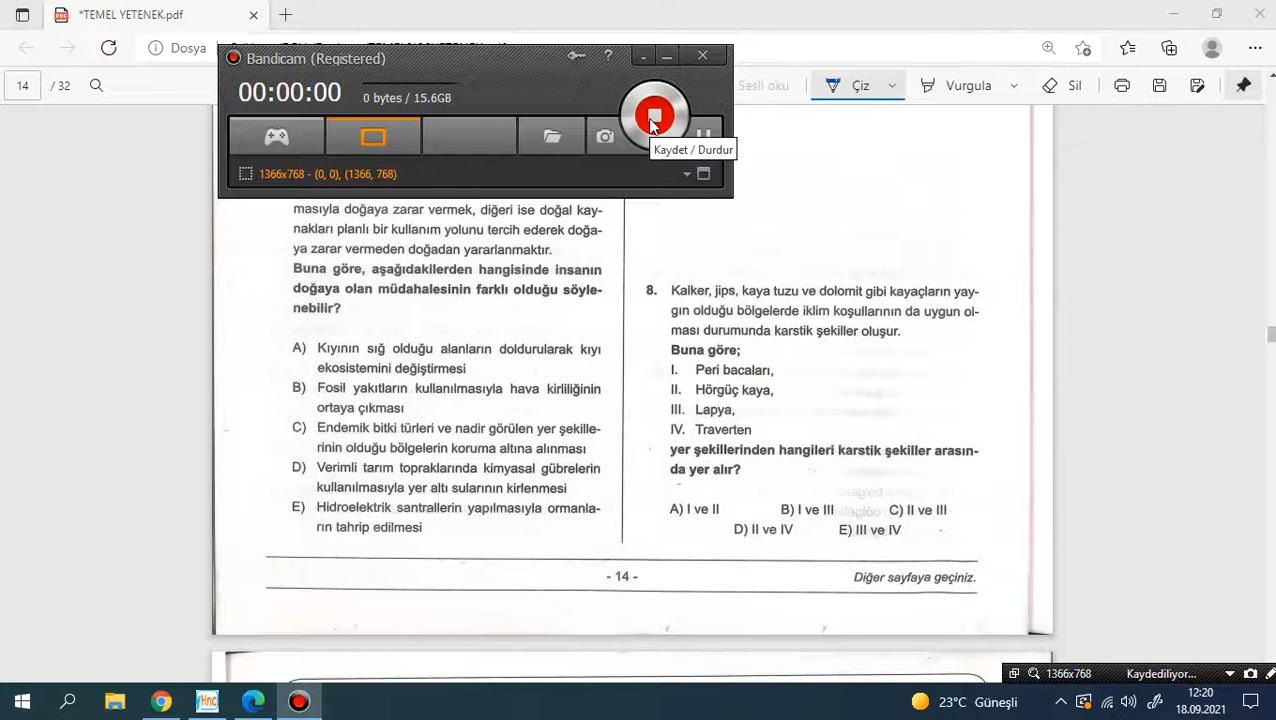 *TEMEL YETENEK.pdf
Dosya
14 / 32
Sesli oku
Çiz
Vurgula
Sil
Bandicam (Registered)
?
00:00:00
0 bytes / 15.6GB
Kaydet / Durdur
1366x768 - (0, 0), (1366, 768)
masıyla doğaya zarar vermek, diğeri ise doğal kay-
nakları planlı bir kullanım yolunu tercih ederek doğa-
ya zarar vermeden doğadan yararlanmaktır.
Buna göre, aşağıdakilerden hangisinde insanın
doğaya olan müdahalesinin farklı olduğu söyle-
nebilir?
A) Kıyının sığ olduğu alanların doldurularak kıyı
ekosistemini değiştirmesi
B) Fosil yakıtların kullanılmasıyla hava kirliliğinin
ortaya çıkması
C) Endemik bitki türleri ve nadir görülen yer şekille-
rinin olduğu bölgelerin koruma altına alınması
D) Verimli tarım topraklarında kimyasal gübrelerin
kullanılmasıyla yer altı sularının kirlenmesi
E) Hidroelektrik santrallerin yapılmasıyla ormanla-
rın tahrip edilmesi
8. Kalker, jips, kaya tuzu ve dolomit gibi kayaçların yay-
gın olduğu bölgelerde iklim koşullarının da uygun ol-
ması durumunda karstik şekiller oluşur.
Buna göre;
I. Peri bacaları,
II. Hörgüç kaya,
III. Lapya,
IV. Traverten
yer şekillerinden hangileri karstik şekiller arasın-
da yer alır?
A) I ve II B) I ve III C) II ve III
D) II ve IV E) III ve IV
- 14 -
Diğer sayfaya geçiniz.
1366x768 Kaydediliyor...
23°C Güneşli
12:20
18.09.2021